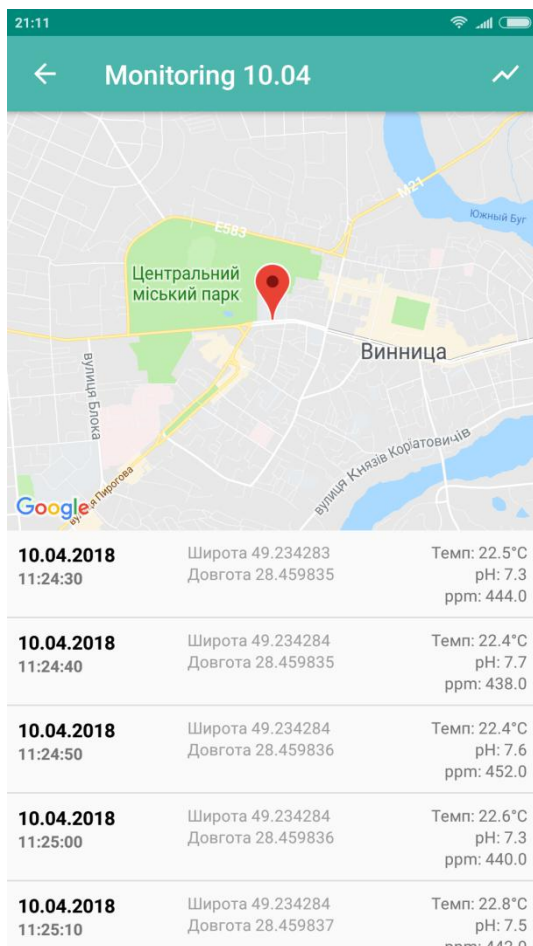 21:11
Monitoring 10.04
M21
Южный Буг
E583
Центральний
міський парк
Винница
вулиця Блока
вулиця Князів Коріатовичів
вулиця Пирогова
Google
10.04.2018
11:24:30
Широта 49.234283
Довгота 28.459835
Темп: 22.5°C
pH: 7.3
ppm: 444.0
10.04.2018
11:24:40
Широта 49.234284
Довгота 28.459835
Темп: 22.4°C
pH: 7.7
ppm: 438.0
10.04.2018
11:24:50
Широта 49.234284
Довгота 28.459836
Темп: 22.4°C
pH: 7.6
ppm: 452.0
10.04.2018
11:25:00
Широта 49.234284
Довгота 28.459836
Темп: 22.6°C
pH: 7.3
ppm: 440.0
10.04.2018
11:25:10
Широта 49.234284
Довгота 28.459837
Темп: 22.8°C
pH: 7.5